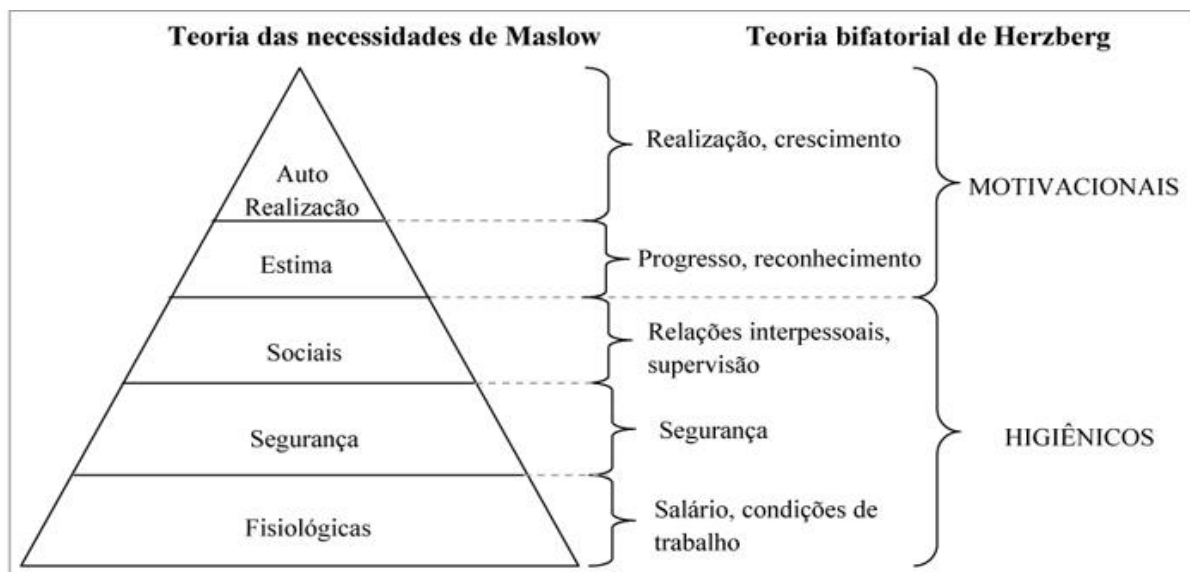 Teoria das necessidades de Maslow
Teoria bifatorial de Herzberg
Auto
Realização
Realização, crescimento
MOTIVACIONAIS
Estima
Progresso, reconhecimento
Sociais
Relações interpessoais,
supervisão
Segurança
Segurança
HIGIÊNICOS
Fisiológicas
Salário, condições de
trabalho